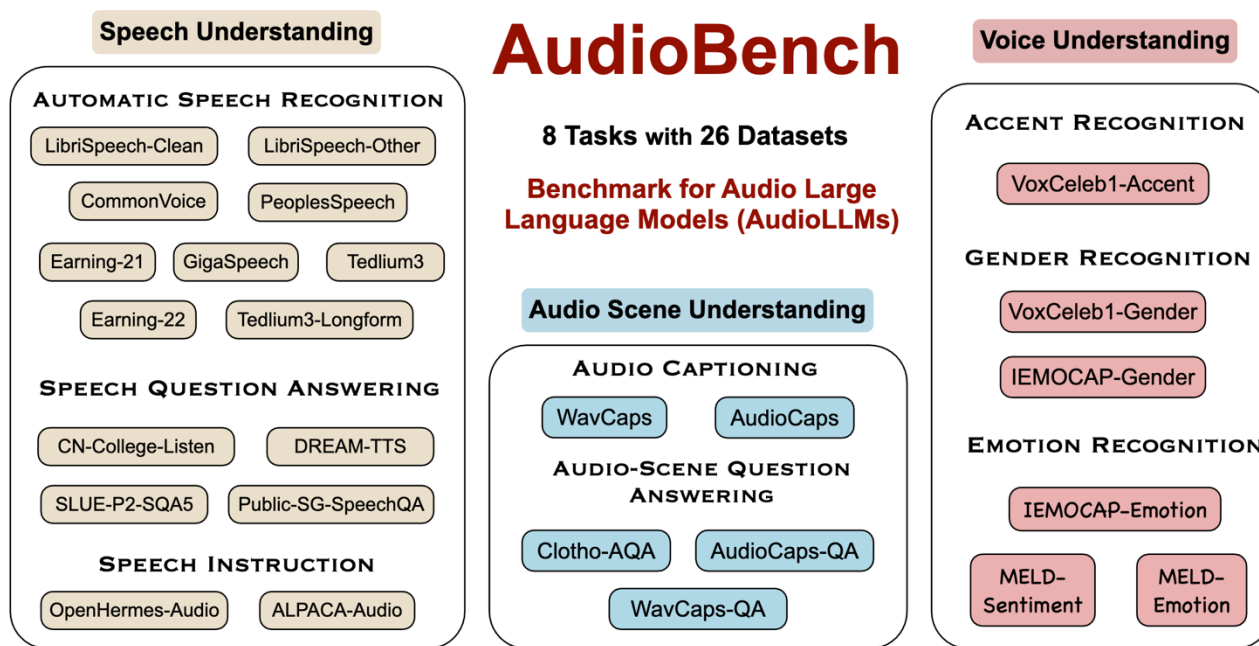 Speech Understanding
AUTOMATIC SPEECH RECOGNITION
LibriSpeech-Clean
LibriSpeech-Other
CommonVoice
PeoplesSpeech
Earning-21
GigaSpeech
Tedlium3
Earning-22
Tedlium3-Longform
SPEECH QUESTION ANSWERING
CN-College-Listen
DREAM-TTS
SLUE-P2-SQA5
Public-SG-SpeechQA
SPEECH INSTRUCTION
OpenHermes-Audio
ALPACA-Audio
AudioBench
8 Tasks with 26 Datasets
Benchmark for Audio Large
Language Models (AudioLLMs)
Audio Scene Understanding
AUDIO CAPTIONING
WavCaps
AudioCaps
AUDIO-SCENE QUESTION
ANSWERING
Clotho-AQA
AudioCaps-QA
WavCaps-QA
Voice Understanding
ACCENT RECOGNITION
VoxCeleb1-Accent
GENDER RECOGNITION
VoxCeleb1-Gender
IEMOCAP-Gender
EMOTION RECOGNITION
IEMOCAP-Emotion
MELD-
Sentiment
MELD-
Emotion